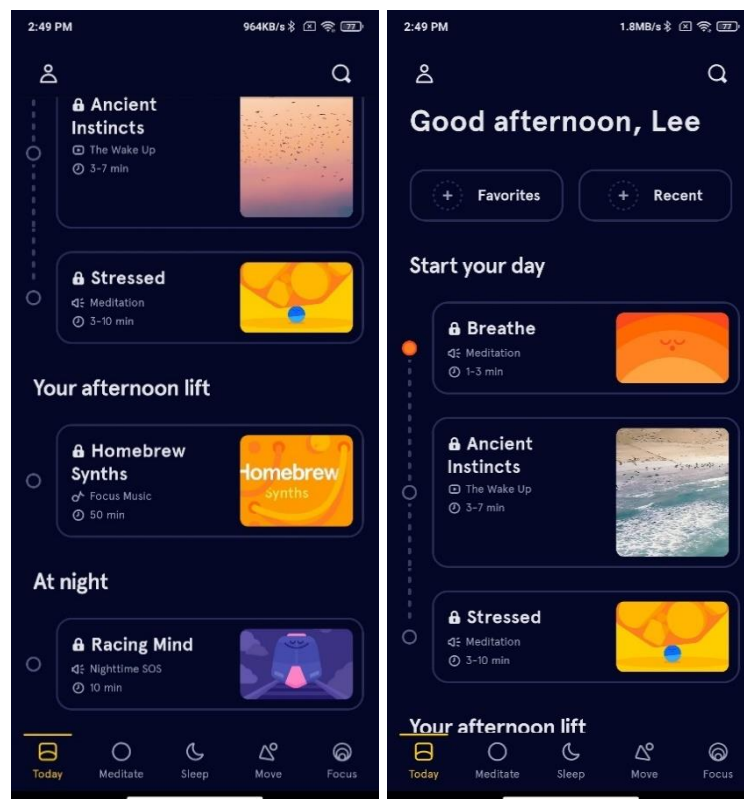 2:49 PM
964KB/s
77
Ancient
Instincts
The Wake Up
3-7 min
Stressed
Meditation
3-10 min
Your afternoon lift
Homebrew
Synths
Focus Music
50 min
Homebrew
Synths
At night
Racing Mind
Nighttime SOS
10 min
Today
Meditate
Sleep
Move
Focus
2:49 PM
1.8MB/s
77
Good afternoon, Lee
+ Favorites
+ Recent
Start your day
Breathe
Meditation
1-3 min
Ancient
Instincts
The Wake Up
3-7 min
Stressed
Meditation
3-10 min
Your afternoon lift
Today
Meditate
Sleep
Move
Focus